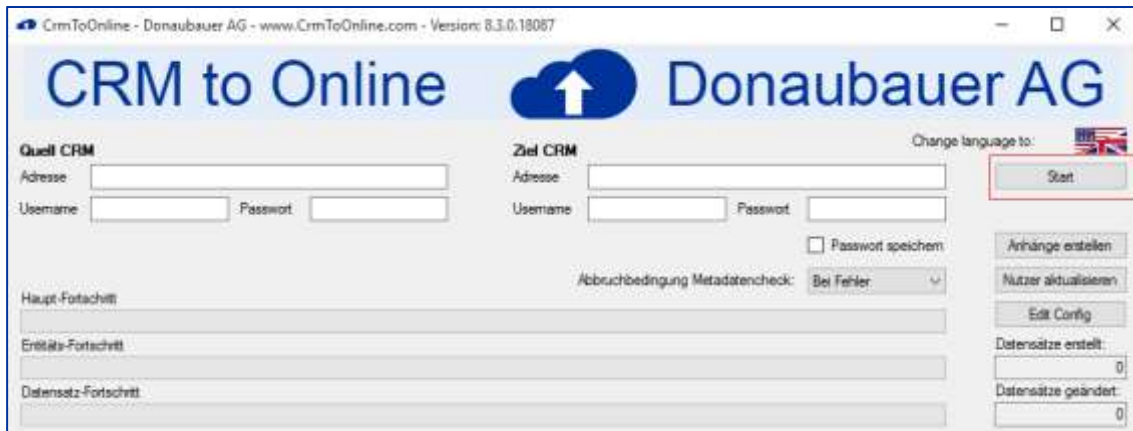 CrmToOnline - Donaubauer AG - www.CrmToOnline.com - Version: 8.3.0.18087
CRM to Online Donaubauer AG
Change language to:
Quell CRM Ziel CRM
Adresse Adresse Start
Username Passwort Username Passwort
Passwort speichern Anhänge erstellen
Abbruchbedingung Metadatencheck: Bei Fehler Nutzer aktualisieren
Haupt-Fortschritt Edit Config
Entitäts-Fortschritt Datensätze erstellt:
0
Datensatz-Fortschritt Datensätze geändert:
0